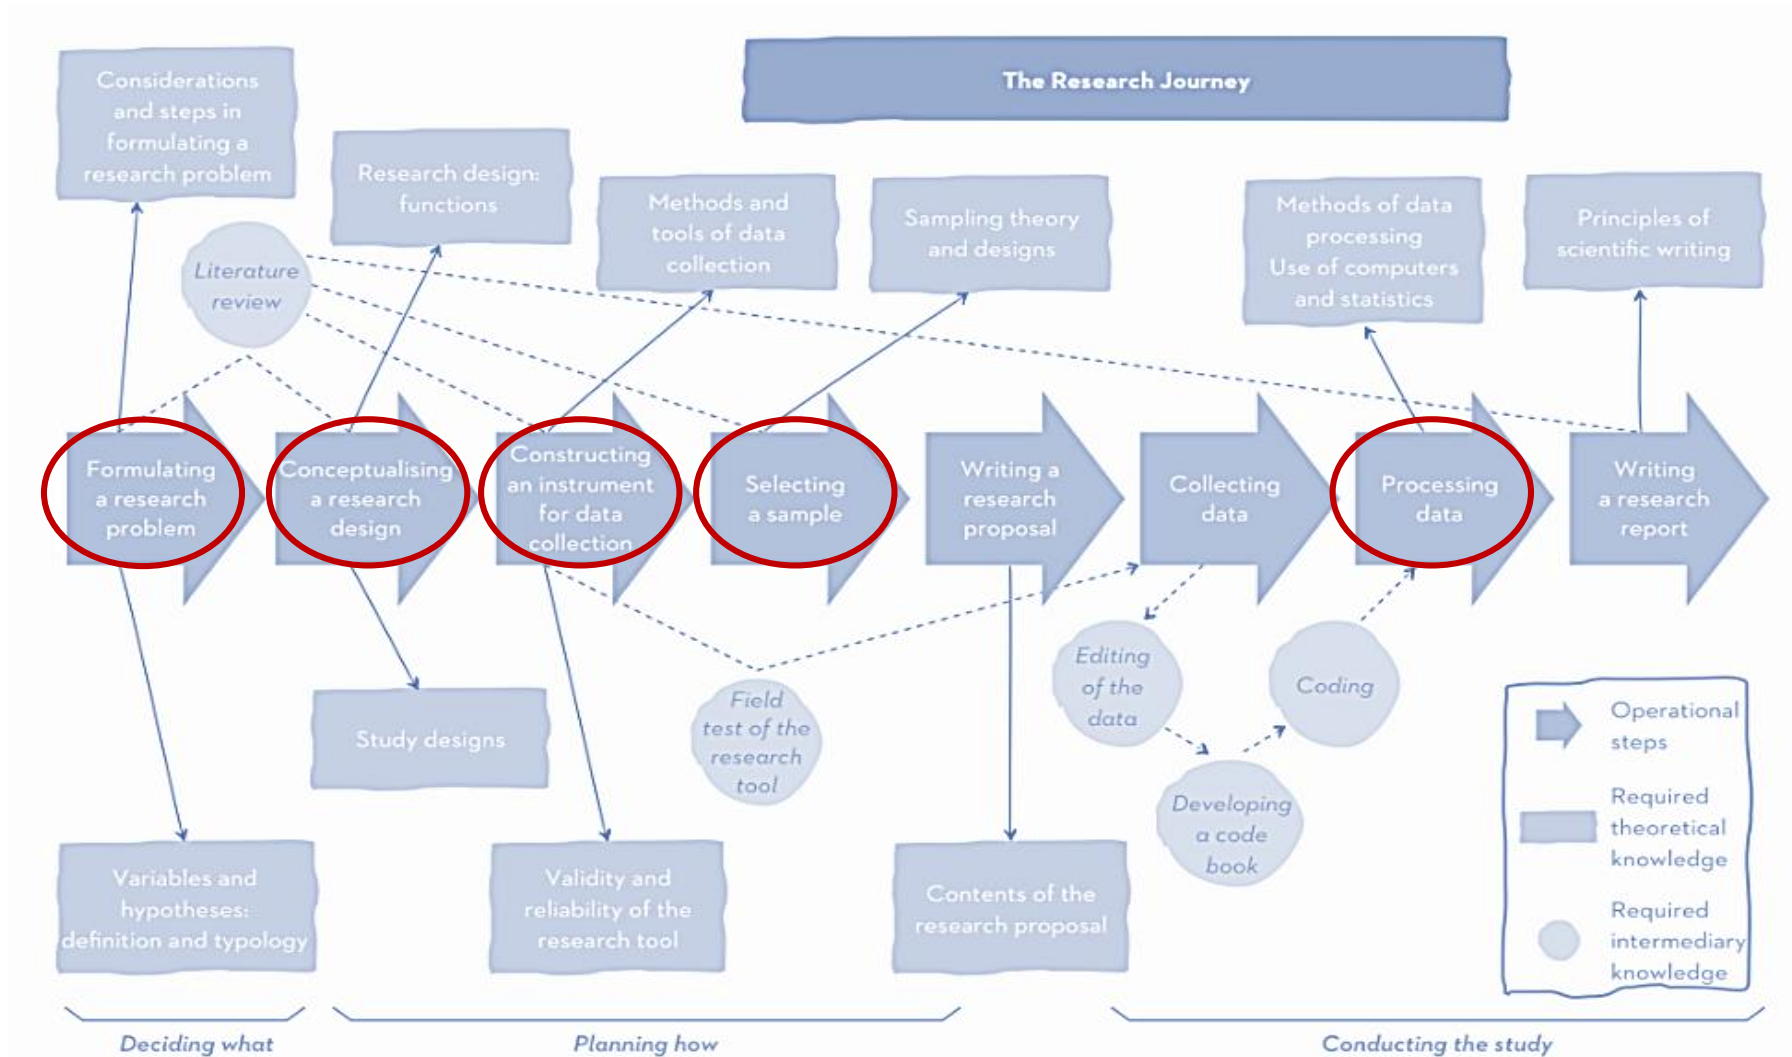 The Research Journey
Considerations
and steps in
formulating a
research problem
Research design:
functions
Methods and
tools of data
collection
Sampling theory
and designs
Methods of data
processing
Use of computers
and statistics
Principles of
scientific writing
Literature
review
Formulating
a research
problem
Conceptualising
a research
design
Constructing
an instrument
for data
collection
Selecting
a sample
Writing a
research
proposal
Collecting
data
Processing
data
Writing
a research
report
Study designs
Field
test of the
research
tool
Editing
of the
data
Coding
Developing
a code
book
Variables and
hypotheses:
definition and typology
Validity and
reliability of the
research tool
Contents of the
research proposal
Operational
steps
Required
theoretical
knowledge
Required
intermediary
knowledge
Deciding what
Planning how
Conducting the study